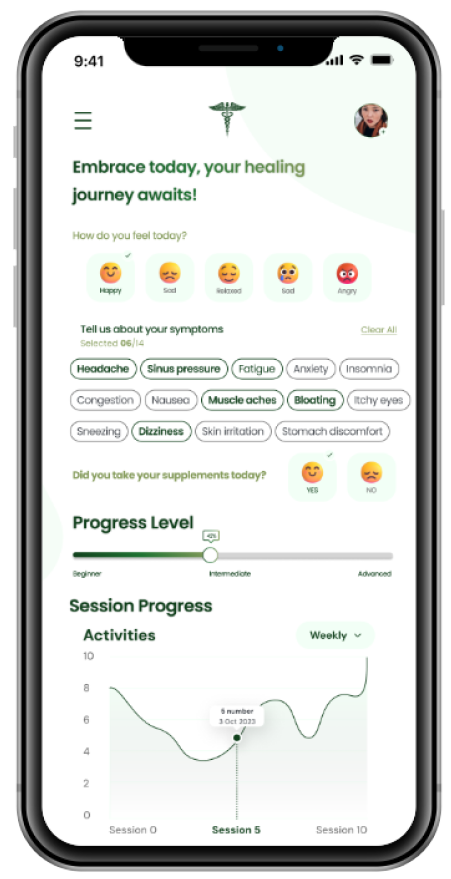 9:41
Embrace today, your healing
journey awaits!
How do you feel today?
Happy Sad Relaxed Sad Angry
Tell us about your symptoms
Clear All
Selected 06/14
Headache Sinus pressure Fatigue Anxiety Insomnia
Congestion Nausea Muscle aches Bloating Itchy eyes
Sneezing Dizziness Skin irritation Stomach discomfort
Did you take your supplements today?
YES NO
Progress Level
Beginner Intermediate Advanced
Session Progress
Activities Weekly
10
8
6
4
2
0
6 number
3 Oct 2023
Session 0 Session 5 Session 10